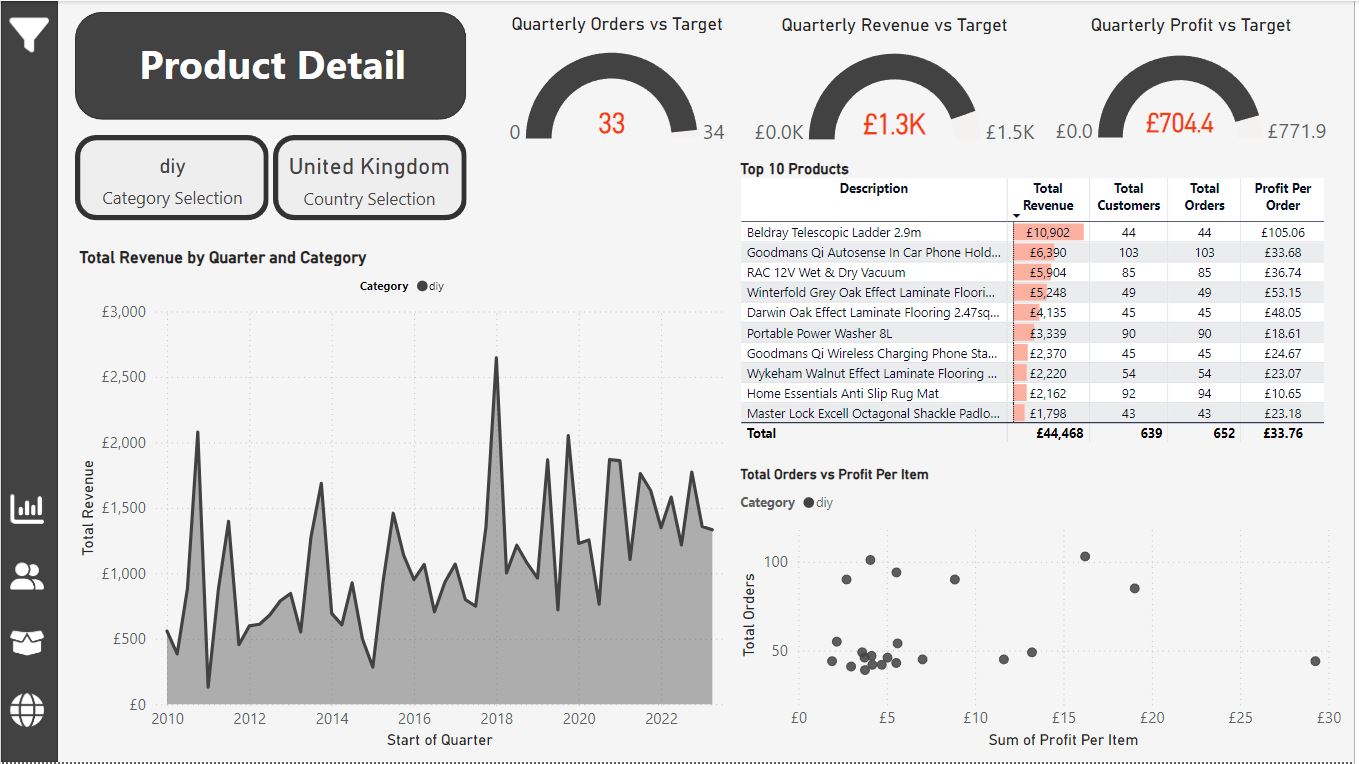 Product Detail
diy
Category Selection
United Kingdom
Country Selection
Quarterly Orders vs Target
33
0
34
Quarterly Revenue vs Target
£1.3K
£0.0K
£1.5K
Quarterly Profit vs Target
£704.4
£0.0
£771.9
Top 10 Products
Description Total Revenue Total Customers Total Orders Profit Per Order
Beldray Telescopic Ladder 2.9m £10,902 44 44 £105.06
Goodmans Qi Autosense In Car Phone Hold... £6,390 103 103 £33.68
RAC 12V Wet & Dry Vacuum £5,904 85 85 £36.74
Winterfold Grey Oak Effect Laminate Floori... £5,248 49 49 £53.15
Darwin Oak Effect Laminate Flooring 2.47sq... £4,135 45 45 £48.05
Portable Power Washer 8L £3,339 90 90 £18.61
Goodmans Qi Wireless Charging Phone Sta... £2,370 45 45 £24.67
Wykeham Walnut Effect Laminate Flooring ... £2,220 54 54 £23.07
Home Essentials Anti Slip Rug Mat £2,162 92 94 £10.65
Master Lock Excell Octagonal Shackle Padlo... £1,798 43 43 £23.18
Total £44,468 639 652 £33.76
Total Revenue by Quarter and Category
Category diy
Total Revenue
£3,000
£2,500
£2,000
£1,500
£1,000
£500
£0
2010 2012 2014 2016 2018 2020 2022
Start of Quarter
Total Orders vs Profit Per Item
Category diy
Total Orders
100
50
£0 £5 £10 £15 £20 £25 £30
Sum of Profit Per Item